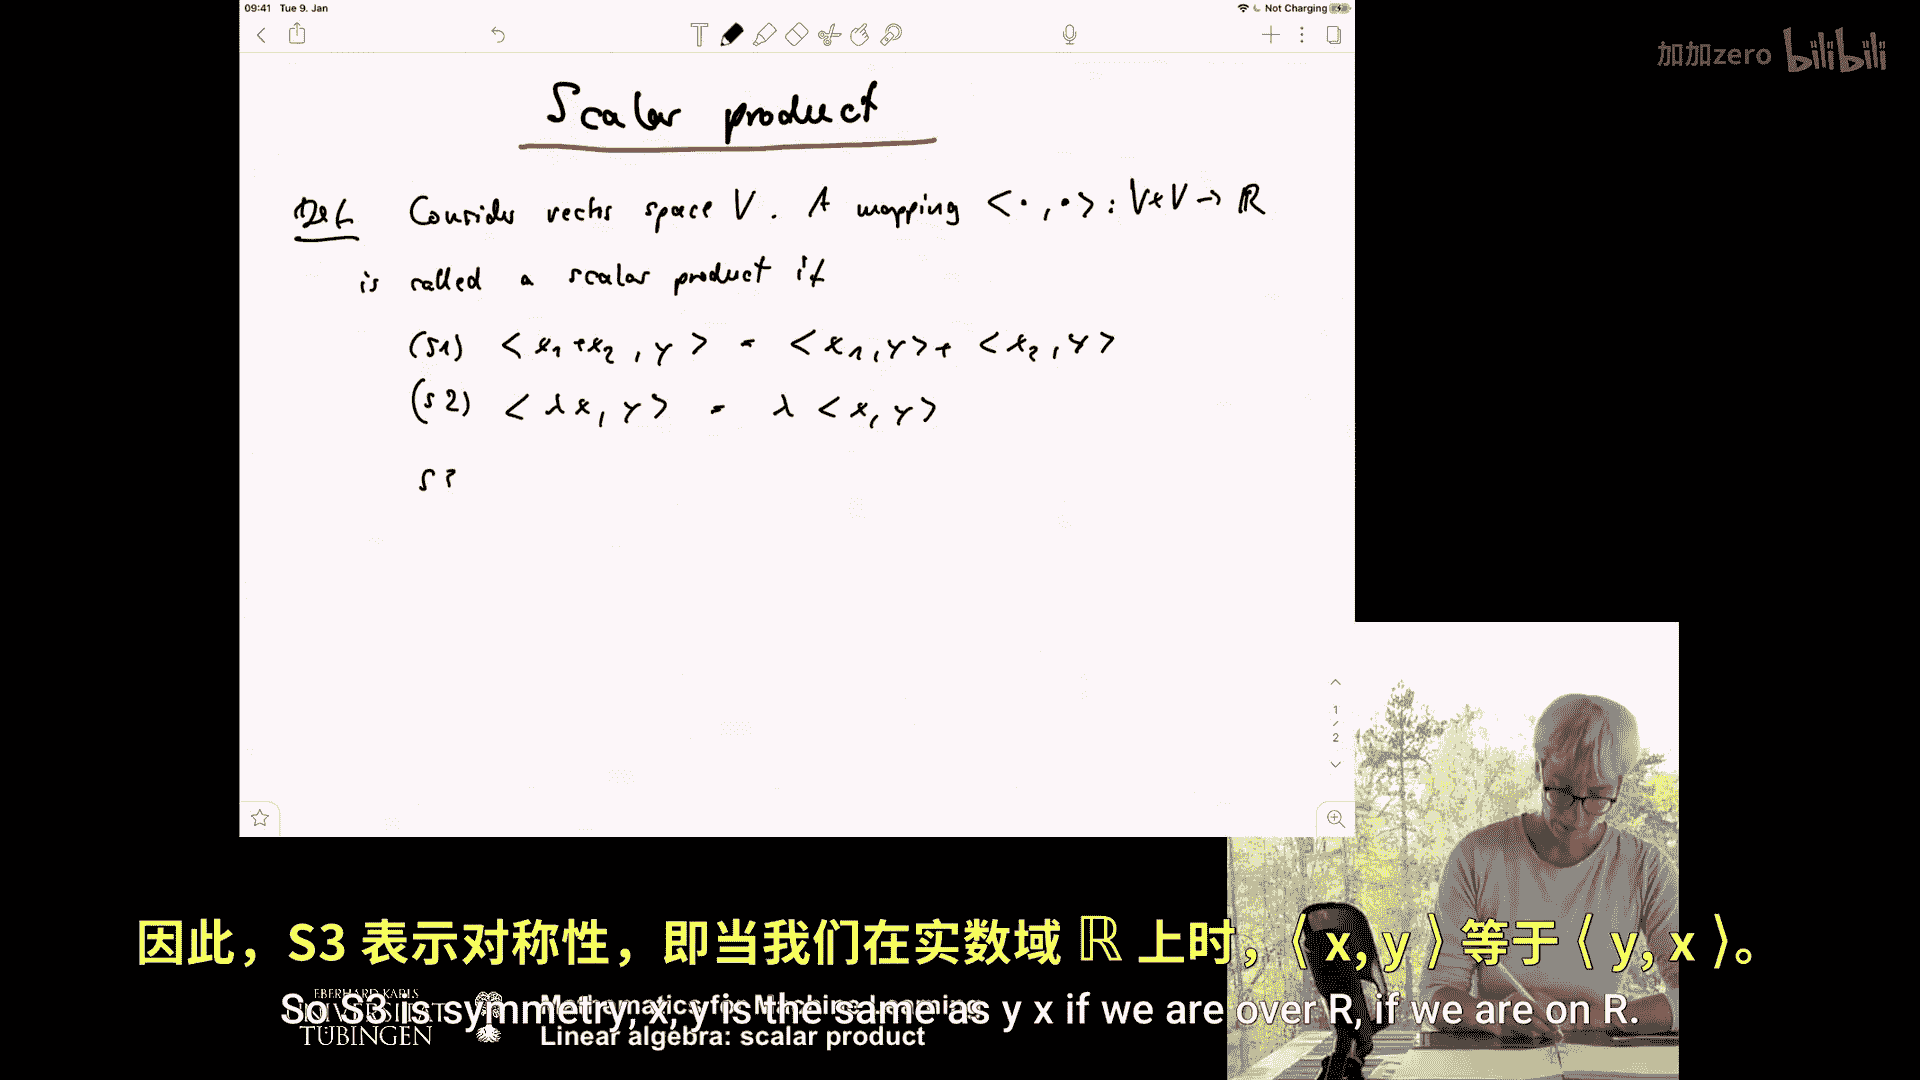 09:41 Tue 9. Jan
Not Charging
加加zero bilibili
Scalar product
Def Consider vector space V. A mapping <·,·>: V×V → ℝ
is called a scalar product if
(S1) < x₁+x₂, y > = < x₁, y > + < x₂, y >
(S2) < λx, y > = λ < x, y >
S3
1
2
因此，S3 表示对称性，即当我们在实数域 ℝ 上时，⟨ x, y ⟩ 等于 ⟨ y, x ⟩。
So S3 is symmetry, x, y is the same as y x if we are over R, if we are on R.
EBERHARD KARLS
UNIVERSITÄT
TÜBINGEN
Mathematics for Machine Learning
Linear algebra: scalar product